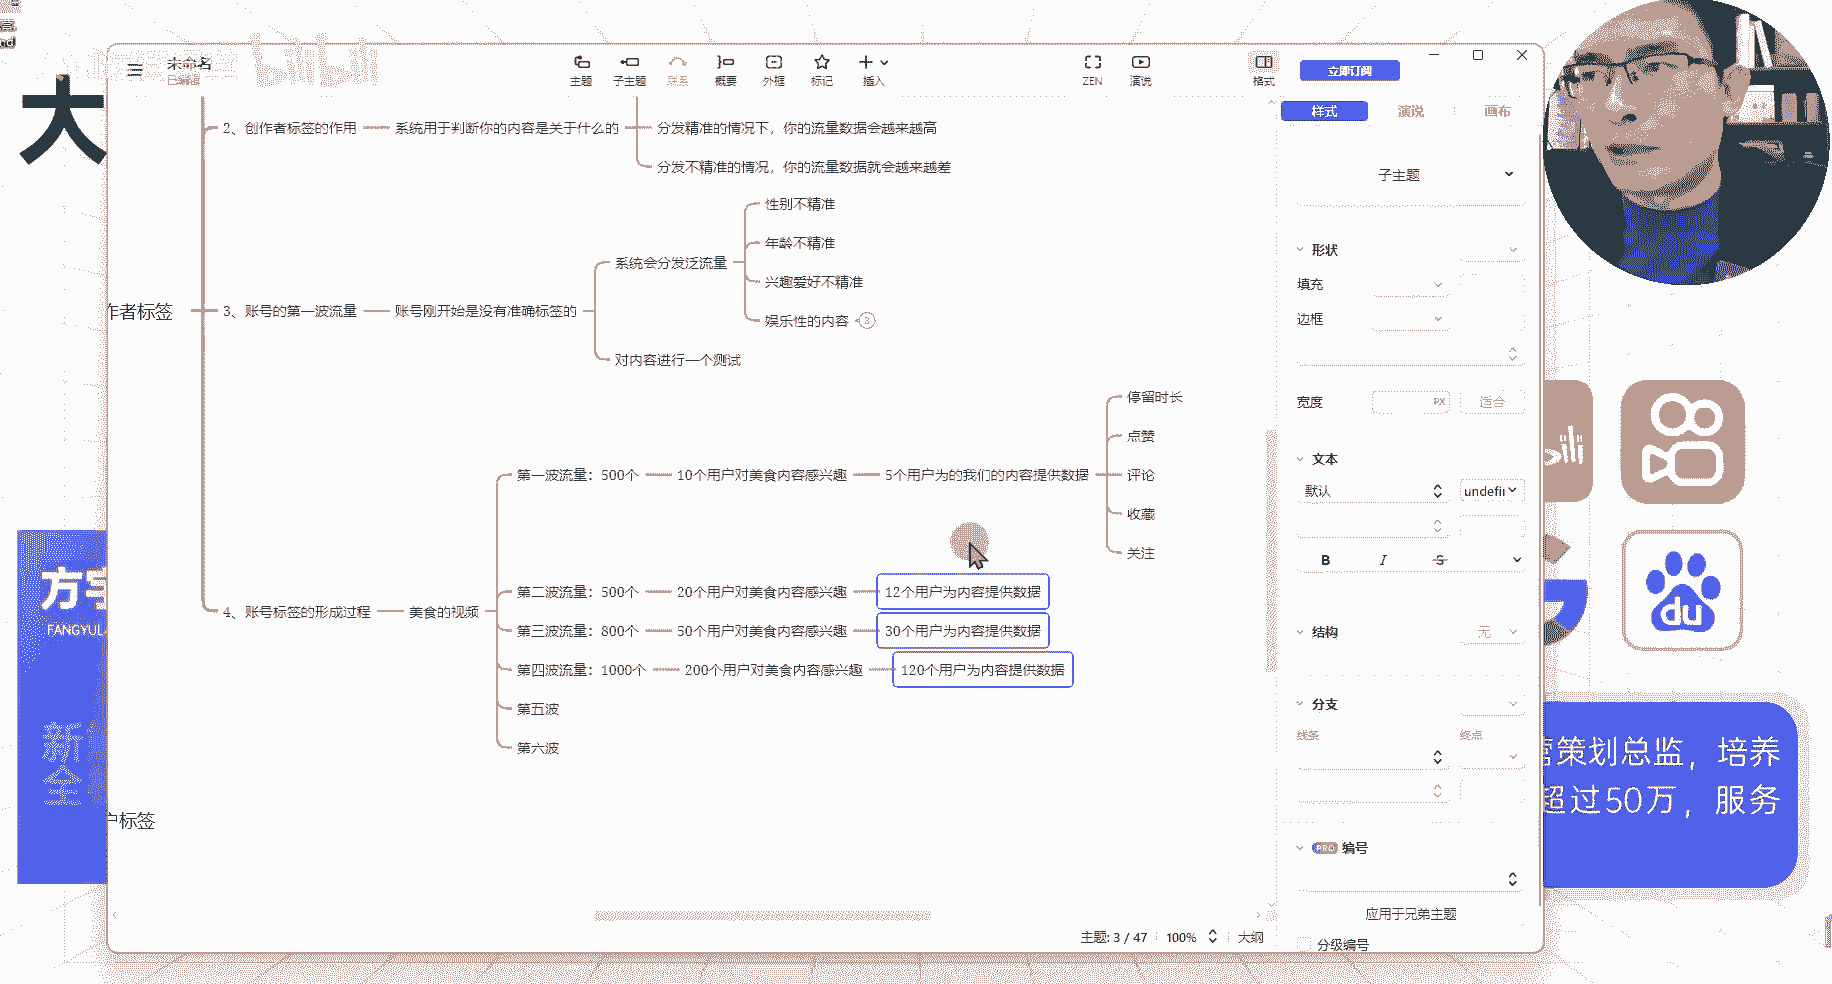 大
未命名
已编辑
bilibili
主题
子主题
联系
概要
外框
标记
插入
ZEN
演说
格式
立即订阅
样式
演说
画布
2、创作者标签的作用
系统用于判断你的内容是关于什么的
分发精准的情况下，你的流量数据会越来越高
分发不精准的情况，你的流量数据就会越来越差
作者标签
3、账号的第一波流量
账号刚开始是没有准确标签的
系统会分发泛流量
性别不精准
年龄不精准
兴趣爱好不精准
娱乐性的内容
3
对内容进行一个测试
4、账号标签的形成过程
美食的视频
第一波流量：500个
10个用户对美食内容感兴趣
5个用户为的我们的内容提供数据
停留时长
点赞
评论
收藏
关注
第二波流量：500个
20个用户对美食内容感兴趣
12个用户为内容提供数据
第三波流量：800个
50个用户对美食内容感兴趣
30个用户为内容提供数据
第四波流量：1000个
200个用户对美食内容感兴趣
120个用户为内容提供数据
第五波
第六波
户标签
子主题
形状
填充
边框
宽度
PX
适合
文本
默认
undefir
B
I
S
结构
无
分支
线条
终点
PRO 编号
应用于兄弟主题
分级编号
主题: 3 / 47
100%
大纲
方宇
FANGYUL
新
全
bili
du
营策划总监，培养
超过50万，服务